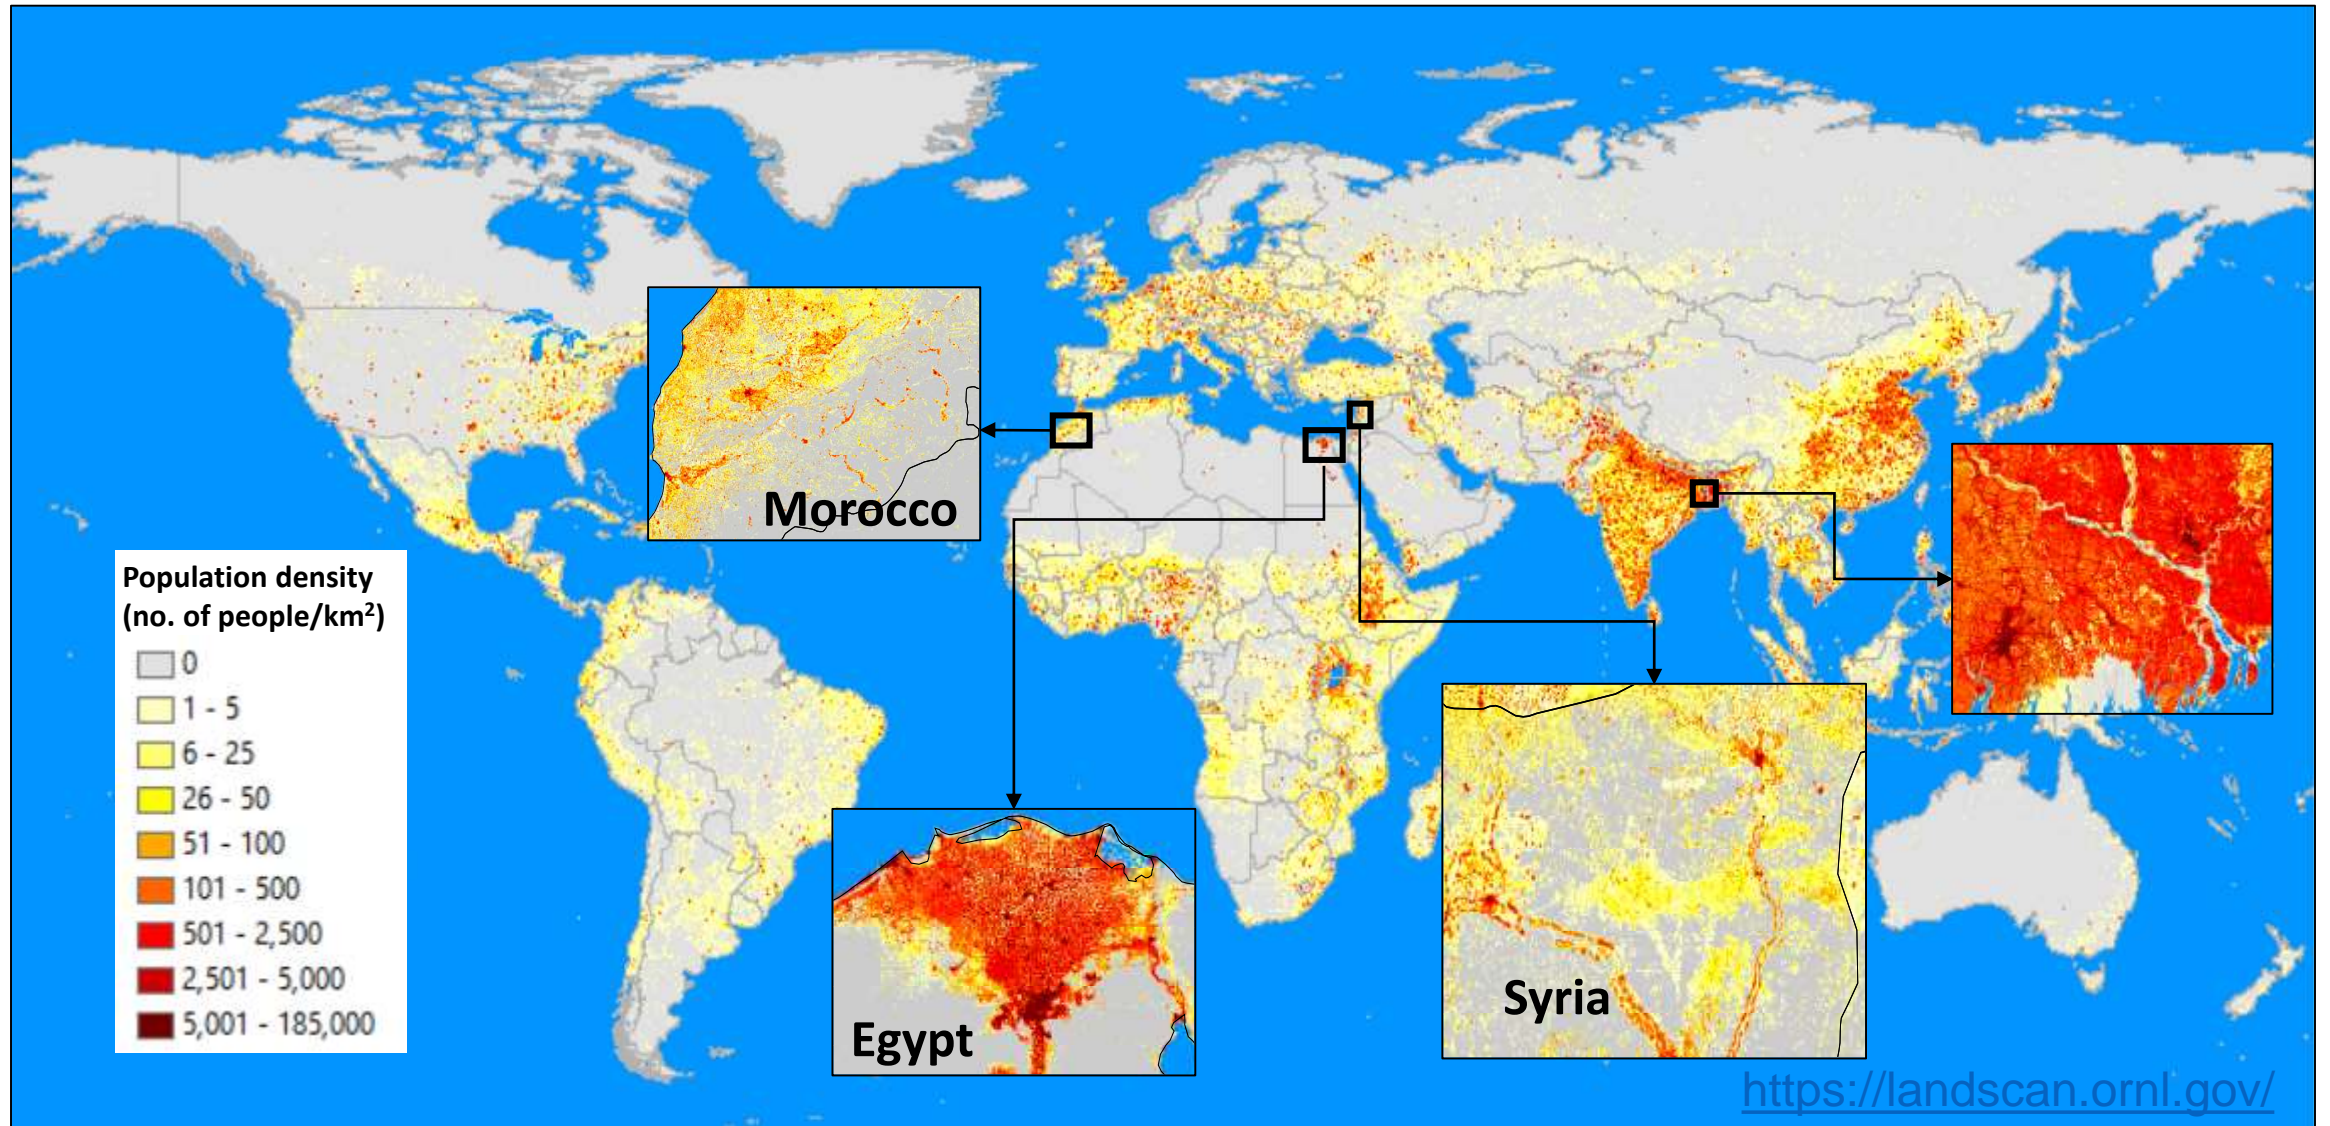 Morocco
Population density
(no. of people/km²)
0
1 - 5
6 - 25
26 - 50
51 - 100
101 - 500
501 - 2,500
2,501 - 5,000
5,001 - 185,000
Syria
Egypt
https://landscan.ornl.gov/